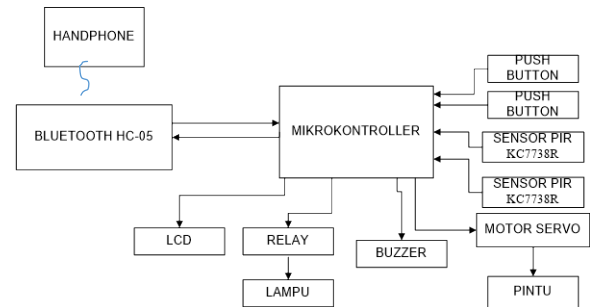 HANDPHONE
BLUETOOTH HC-05
MIKROKONTROLLER
PUSH
BUTTON
PUSH
BUTTON
SENSOR PIR
KC7738R
SENSOR PIR
KC7738R
LCD
RELAY
BUZZER
MOTOR SERVO
LAMPU
PINTU